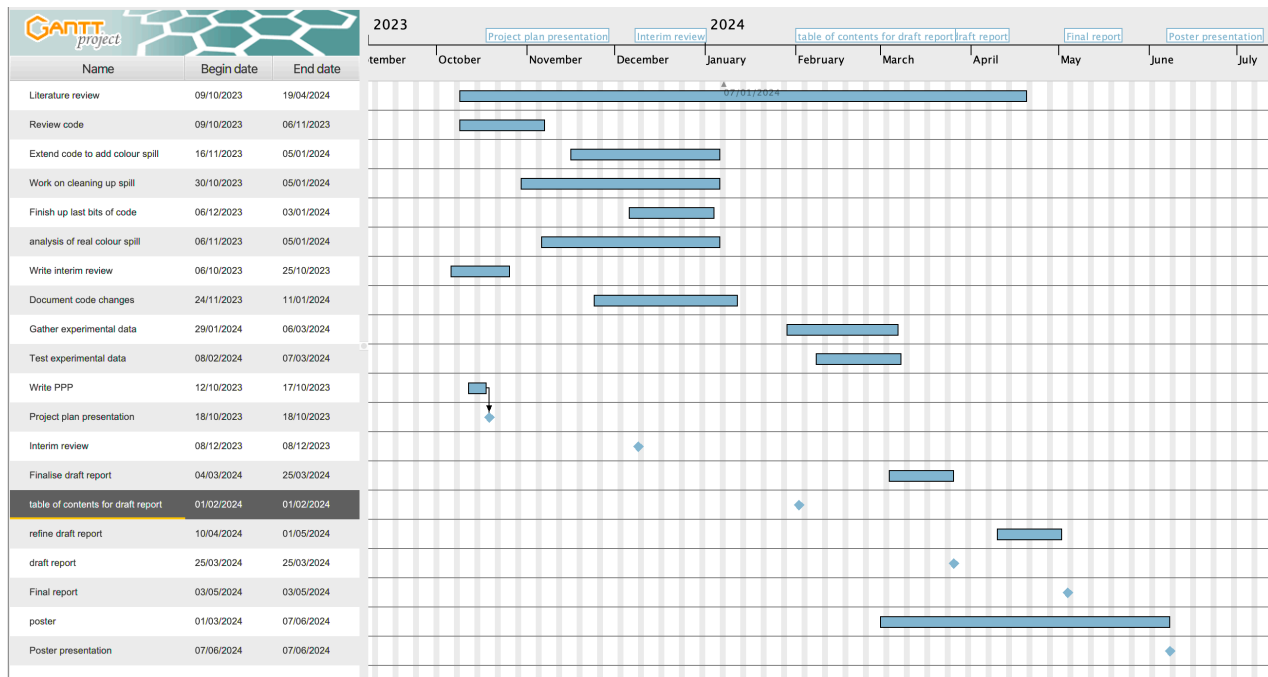 GANTT
project
2023
2024
Project plan presentation
Interim review
table of contents for draft report
draft report
Final report
Poster presentation
tember
October
November
December
January
February
March
April
May
June
July
Name Begin date End date
07/01/2024
Literature review 09/10/2023 19/04/2024
Review code 09/10/2023 06/11/2023
Extend code to add colour spill 16/11/2023 05/01/2024
Work on cleaning up spill 30/10/2023 05/01/2024
Finish up last bits of code 06/12/2023 03/01/2024
analysis of real colour spill 06/11/2023 05/01/2024
Write interim review 06/10/2023 25/10/2023
Document code changes 24/11/2023 11/01/2024
Gather experimental data 29/01/2024 06/03/2024
Test experimental data 08/02/2024 07/03/2024
Write PPP 12/10/2023 17/10/2023
Project plan presentation 18/10/2023 18/10/2023
Interim review 08/12/2023 08/12/2023
Finalise draft report 04/03/2024 25/03/2024
table of contents for draft report 01/02/2024 01/02/2024
refine draft report 10/04/2024 01/05/2024
draft report 25/03/2024 25/03/2024
Final report 03/05/2024 03/05/2024
poster 01/03/2024 07/06/2024
Poster presentation 07/06/2024 07/06/2024